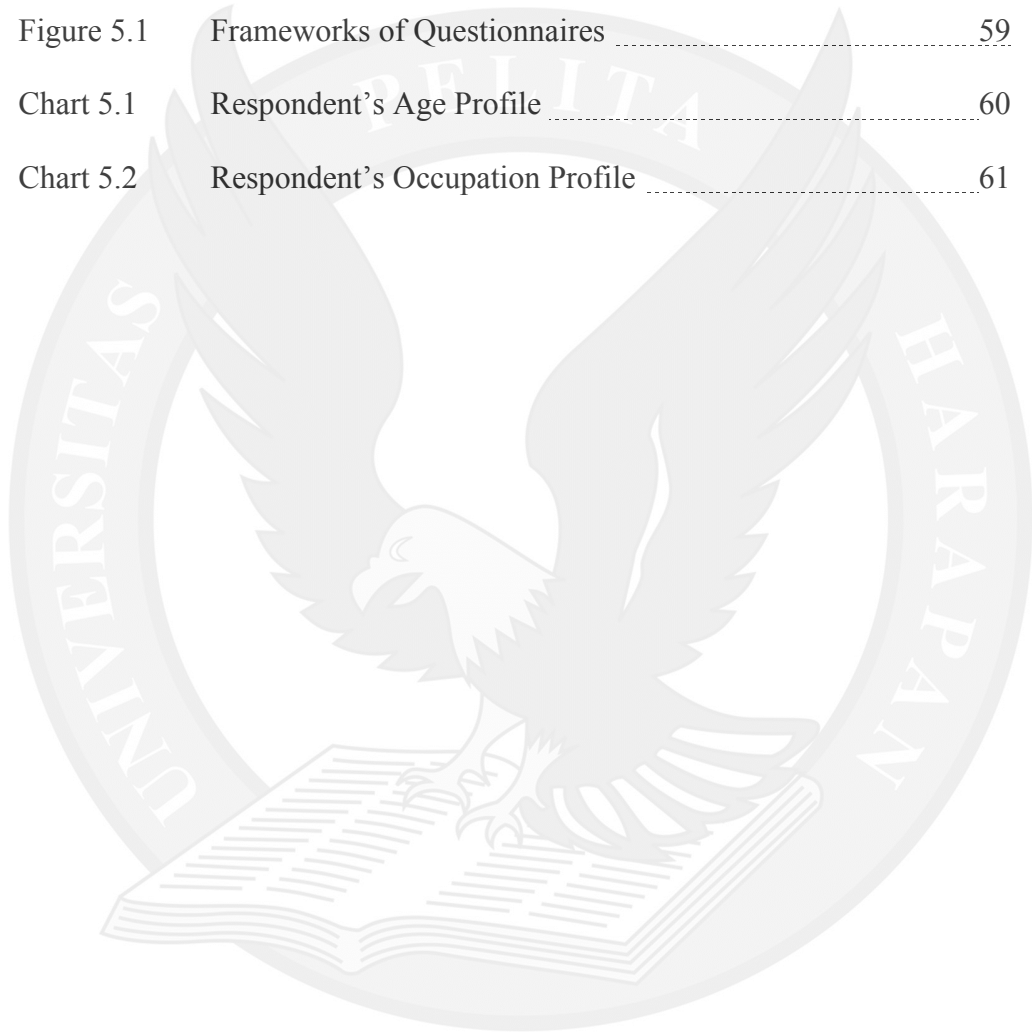 Figure 5.1 Frameworks of Questionnaires 59
Chart 5.1 Respondent’s Age Profile 60
Chart 5.2 Respondent’s Occupation Profile 61
UNIVERSITAS PELITA HARAPAN